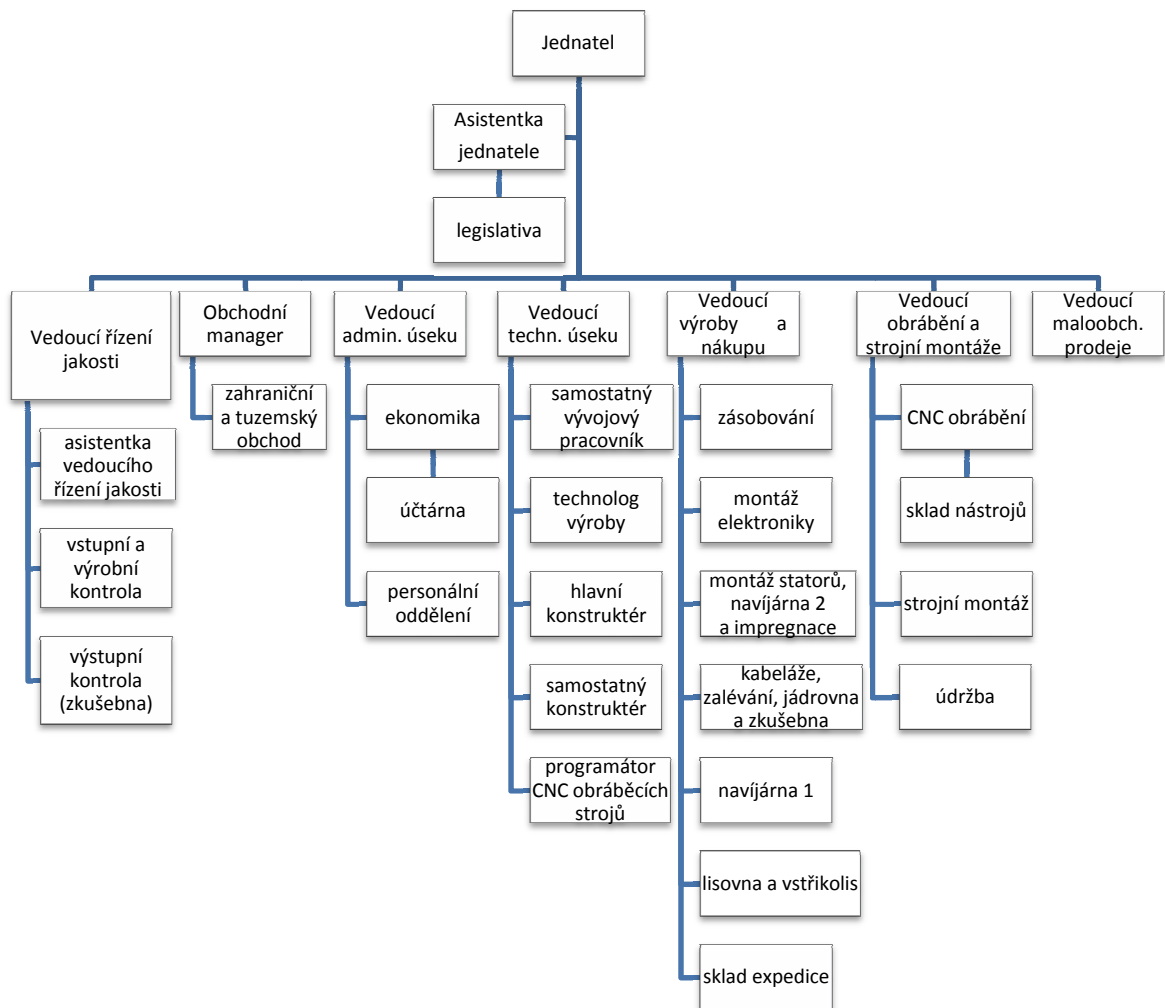 Jednatel
Asistentka
jednatele
legislativa
Vedoucí řízení
jakosti
asistentka
vedoucího
řízení jakosti
vstupní a
výrobní
kontrola
výstupní
kontrola
(zkušebna)
Obchodní
manager
zahraniční
a tuzemský
obchod
Vedoucí
admin. úseku
ekonomika
účtárna
personální
oddělení
Vedoucí
techn. úseku
samostatný
vývojový
pracovník
technolog
výroby
hlavní
konstruktér
samostatný
konstruktér
programátor
CNC obráběcích
strojů
Vedoucí
výroby a
nákupu
zásobování
montáž
elektroniky
montáž statorů,
navíjárna 2
a impregnace
kabeláže,
zalévání, jádrovna
a zkušebna
navíjárna 1
lisovna a vstřikolis
sklad expedice
Vedoucí
obrábění a
strojní montáže
CNC obrábění
sklad nástrojů
strojní montáž
údržba
Vedoucí
maloobch.
prodeje